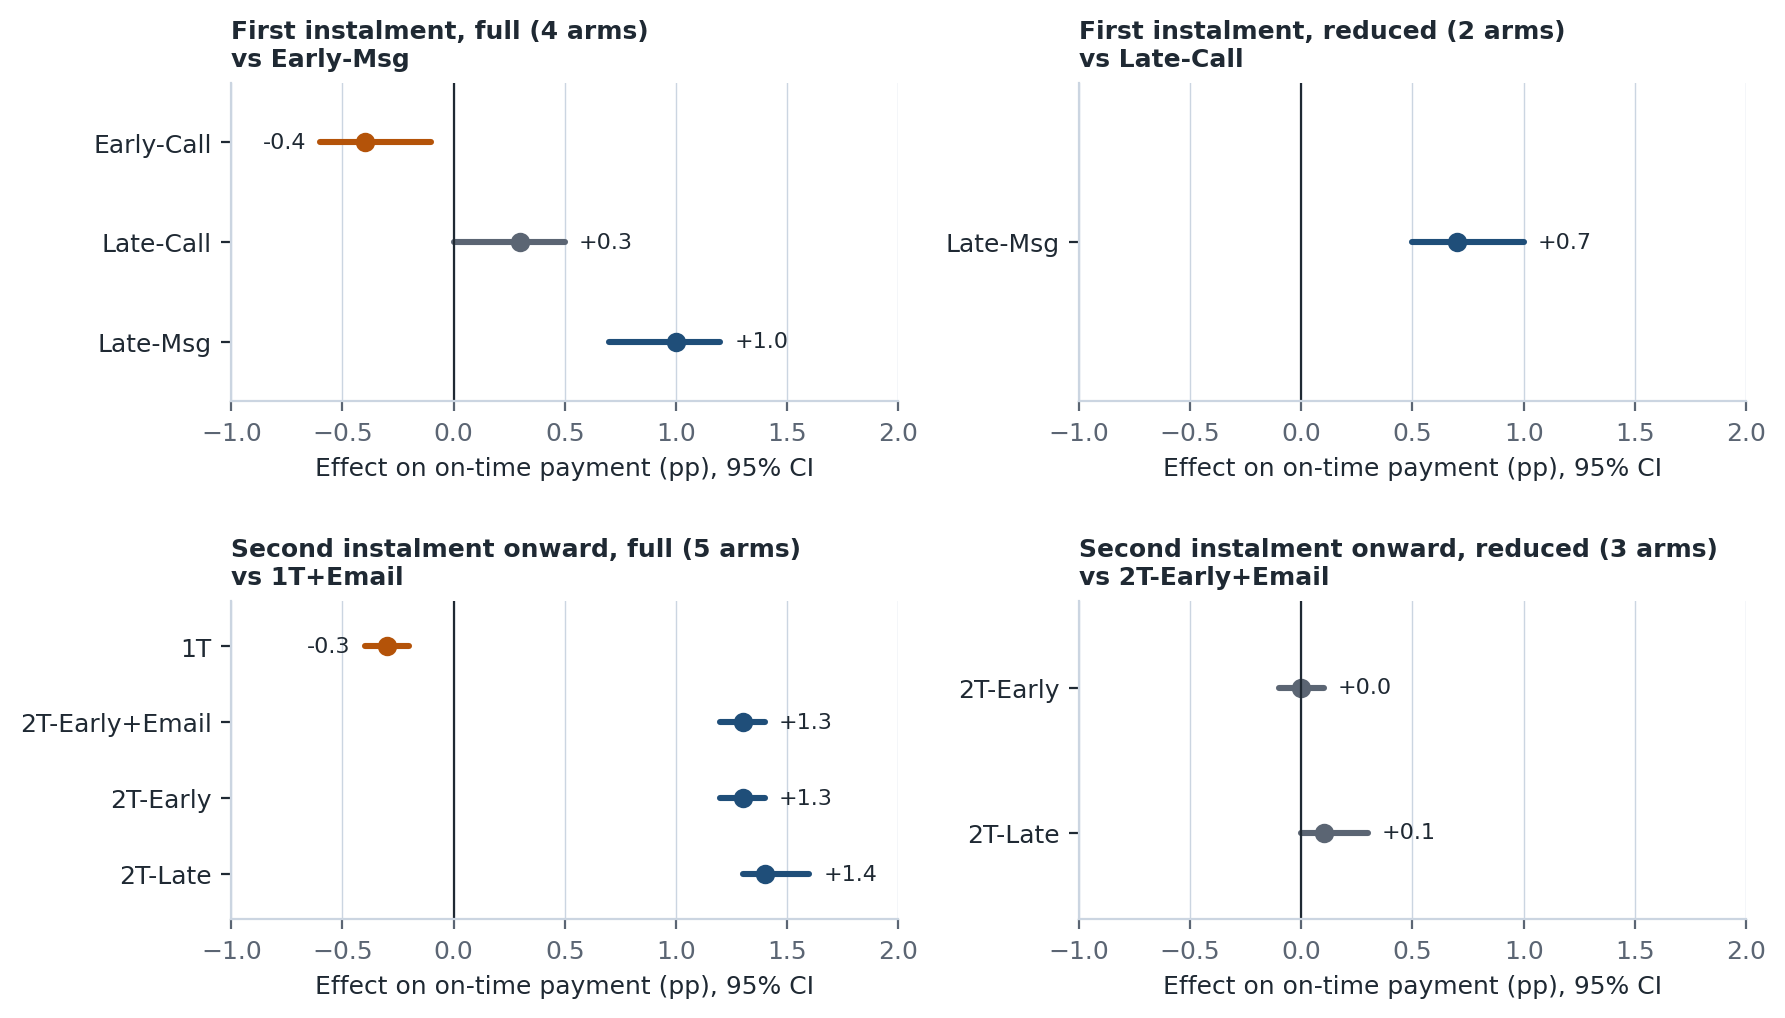 First instalment, full (4 arms)
vs Early-Msg
Early-Call
-0.4
Late-Call
+0.3
Late-Msg
+1.0
−1.0 −0.5 0.0 0.5 1.0 1.5 2.0
Effect on on-time payment (pp), 95% CI
First instalment, reduced (2 arms)
vs Late-Call
Late-Msg
+0.7
−1.0 −0.5 0.0 0.5 1.0 1.5 2.0
Effect on on-time payment (pp), 95% CI
Second instalment onward, full (5 arms)
vs 1T+Email
1T
-0.3
2T-Early+Email
+1.3
2T-Early
+1.3
2T-Late
+1.4
−1.0 −0.5 0.0 0.5 1.0 1.5 2.0
Effect on on-time payment (pp), 95% CI
Second instalment onward, reduced (3 arms)
vs 2T-Early+Email
2T-Early
+0.0
2T-Late
+0.1
−1.0 −0.5 0.0 0.5 1.0 1.5 2.0
Effect on on-time payment (pp), 95% CI